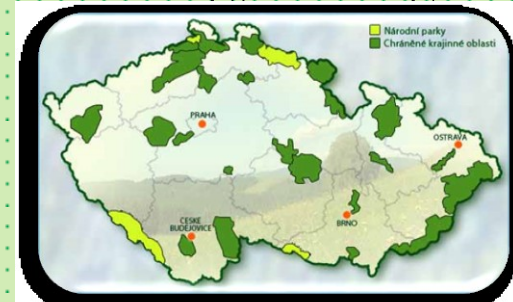 Národní parky
Chráněné krajinné oblasti
PRAHA
OSTRAVA
ČESKÉ
BUDĚJOVICE
BRNO